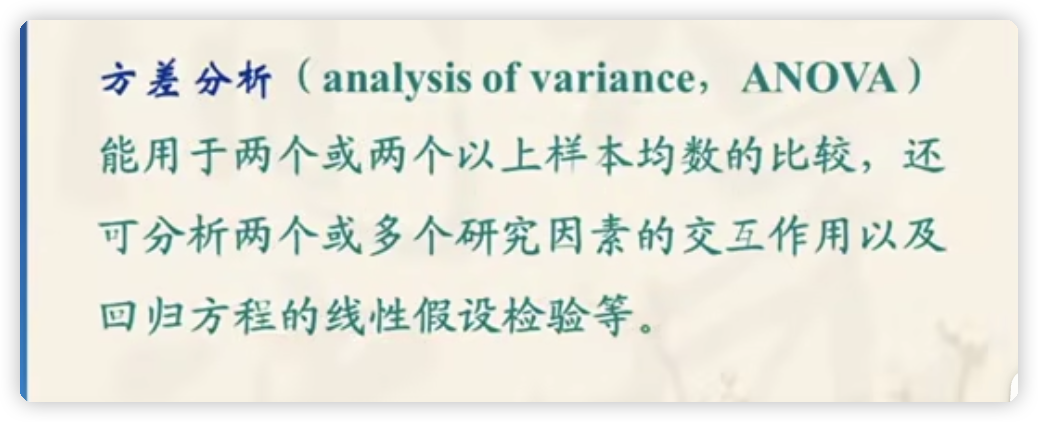 方差分析（analysis of variance，ANOVA）
能用于两个或两个以上样本均数的比较，还
可分析两个或多个研究因素的交互作用以及
回归方程的线性假设检验等。